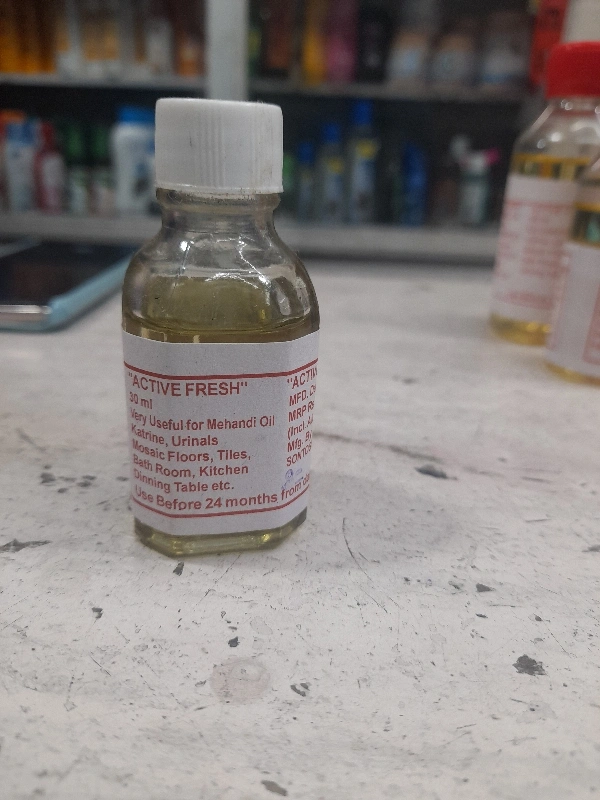 "ACTIVE FRESH"
30 ml
Very Useful for Mehandi Oil
Katrine, Urinals
Mosaic Floors, Tiles,
Bath Room, Kitchen
Dinning Table etc.
Use Before 24 months from
"ACTIV
MFD.
MRP
(Incl.
Mfg.